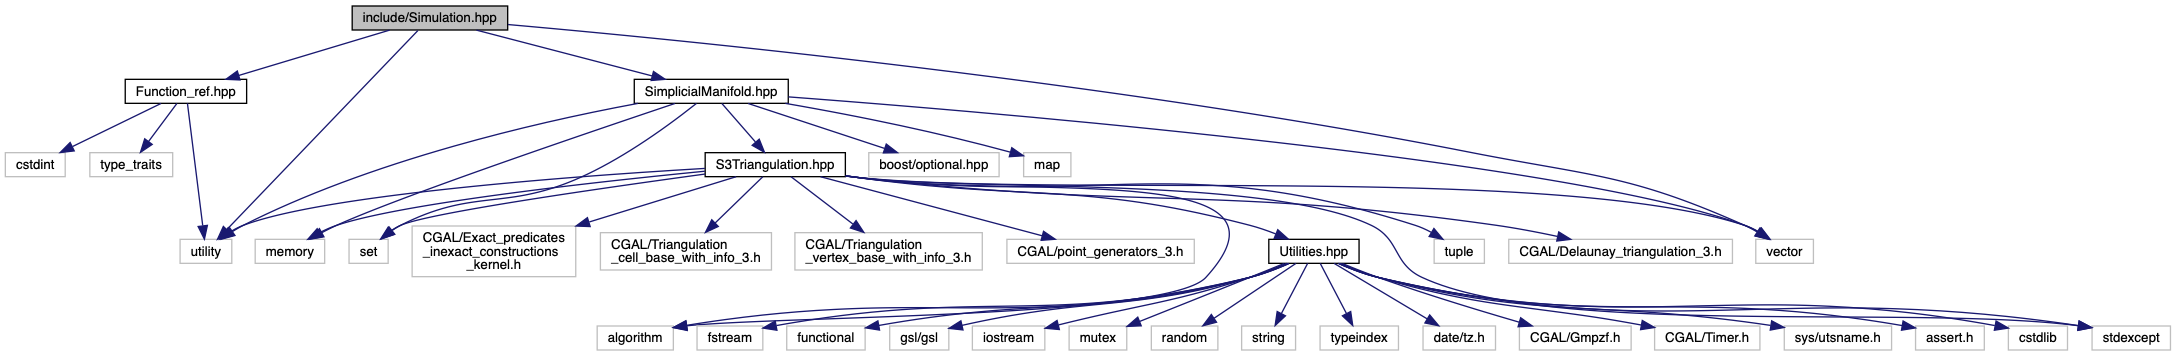 include/Simulation.hpp
Function_ref.hpp
SimplicialManifold.hpp
cstdint
type_traits
S3Triangulation.hpp
boost/optional.hpp
map
utility
memory
set
CGAL/Exact_predicates
_inexact_constructions
_kernel.h
CGAL/Triangulation
_cell_base_with_info_3.h
CGAL/Triangulation
_vertex_base_with_info_3.h
CGAL/point_generators_3.h
Utilities.hpp
tuple
CGAL/Delaunay_triangulation_3.h
vector
algorithm
fstream
functional
gsl/gsl
iostream
mutex
random
string
typeindex
date/tz.h
CGAL/Gmpzf.h
CGAL/Timer.h
sys/utsname.h
assert.h
cstdlib
stdexcept